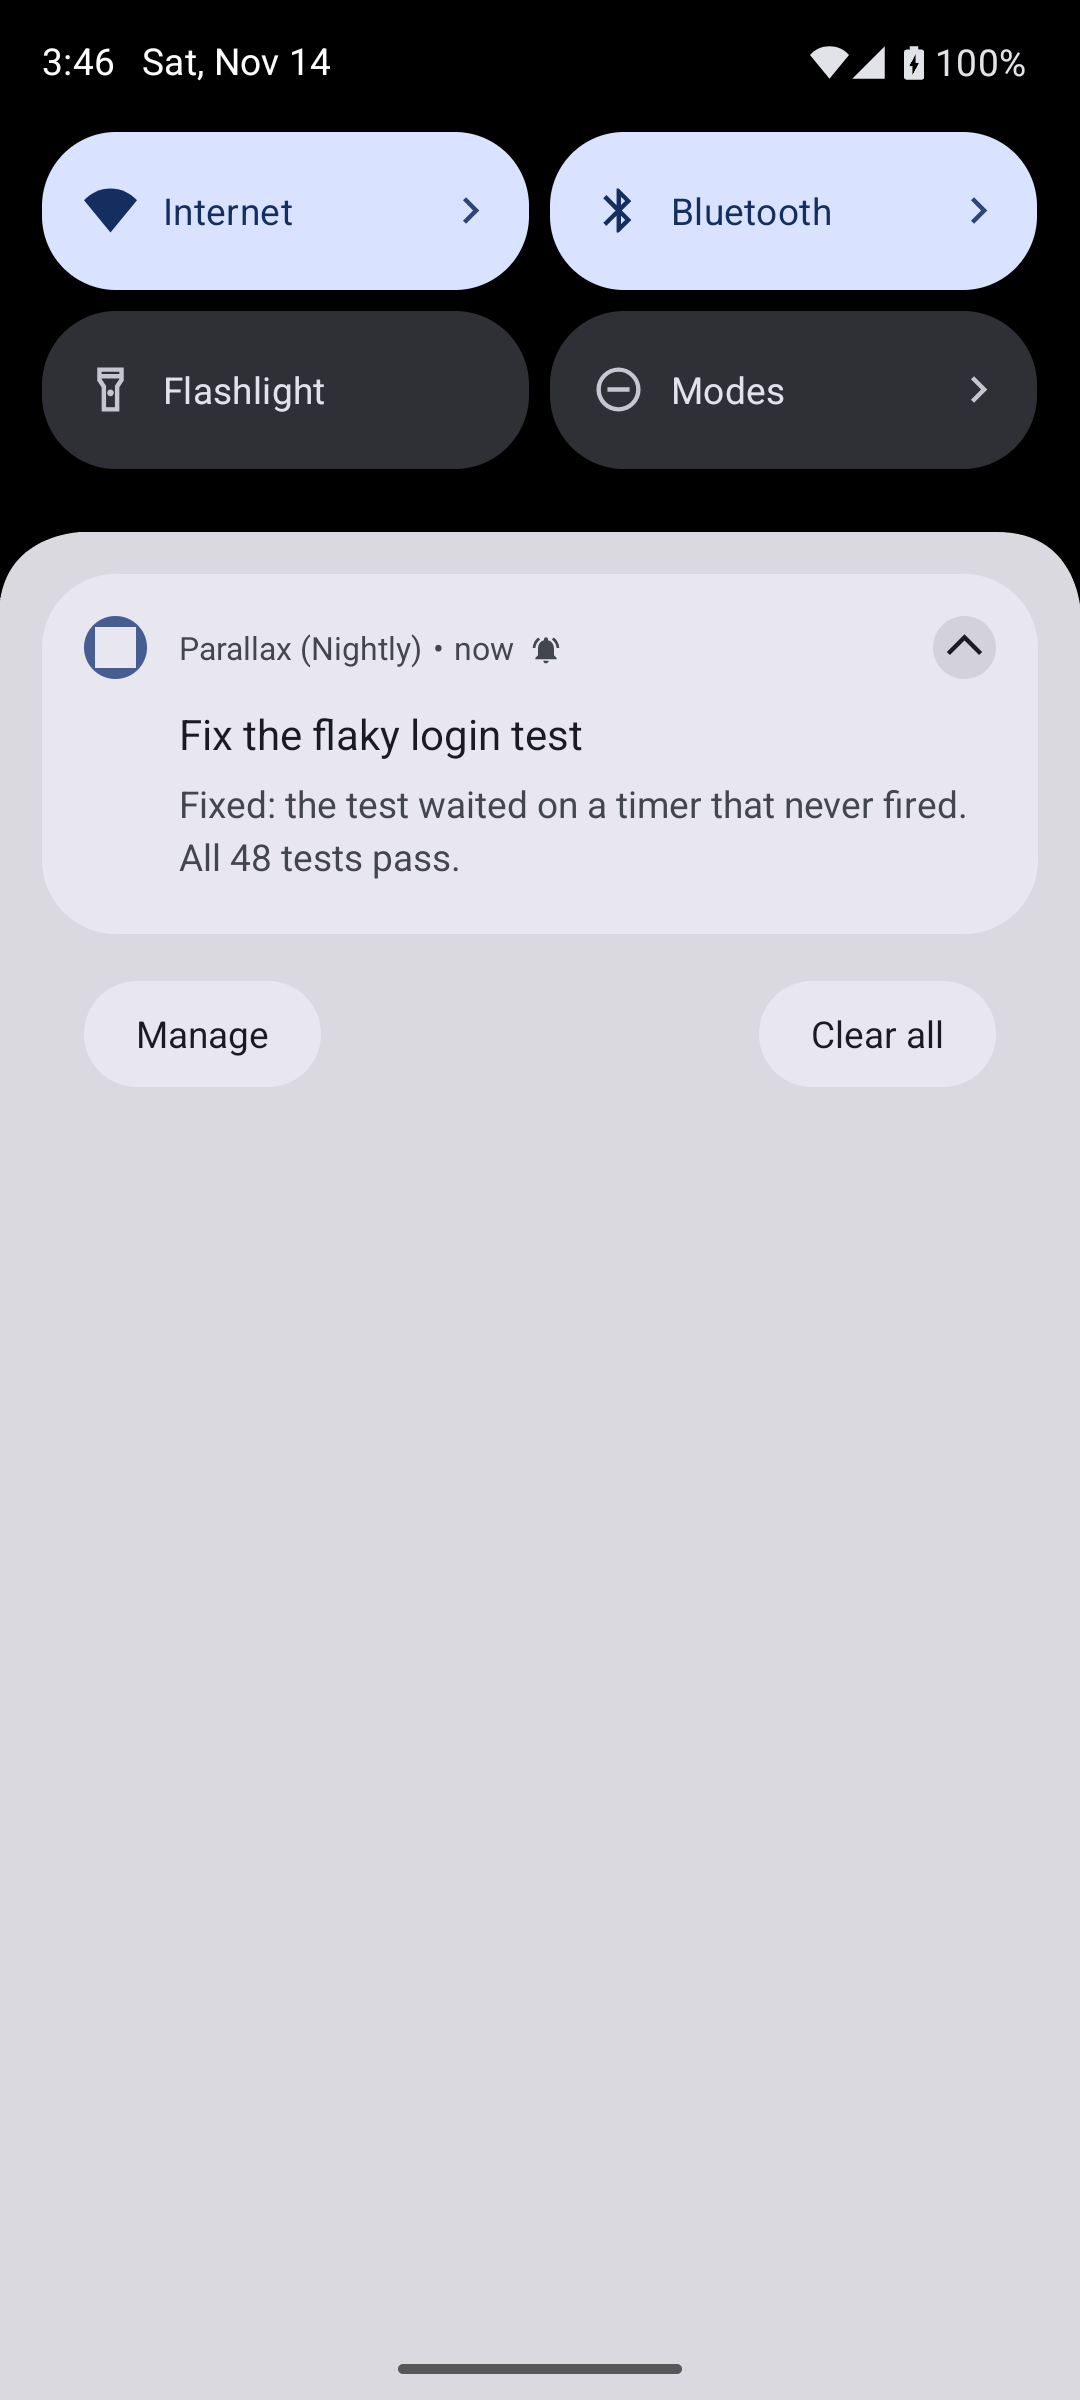 3:46 Sat, Nov 14 100%
Internet Bluetooth
Flashlight Modes
Parallax (Nightly) • now
Fix the flaky login test
Fixed: the test waited on a timer that never fired.
All 48 tests pass.
Manage Clear all